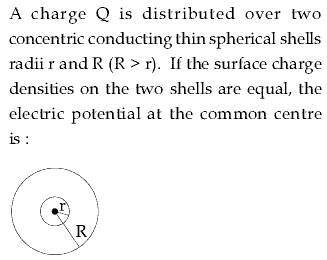 A charge Q is distributed over two
concentric conducting thin spherical shells
radii r and R (R > r). If the surface charge
densities on the two shells are equal, the
electric potential at the common centre
is :
r
R